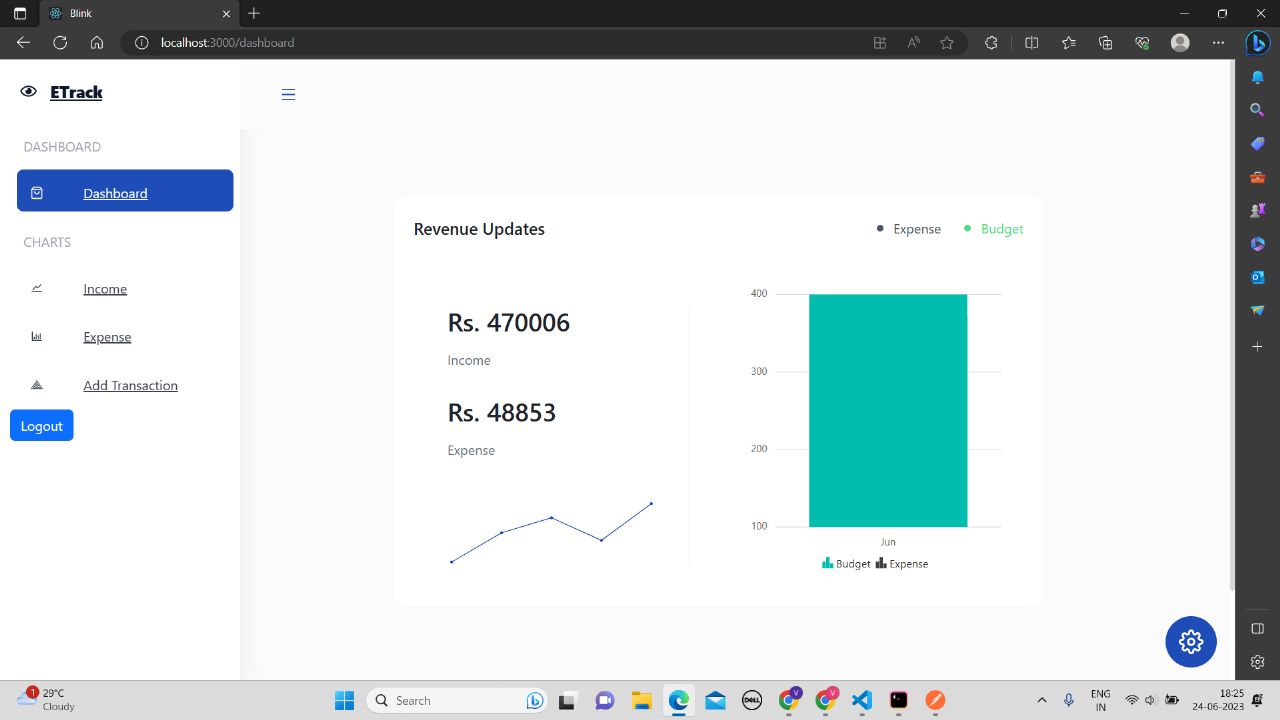 Blink
localhost:3000/dashboard
ETrack
DASHBOARD
Dashboard
CHARTS
Income
Expense
Add Transaction
Logout
Revenue Updates
Expense
Budget
Rs. 470006
Income
Rs. 48853
Expense
400
300
200
100
Jun
Budget
Expense
1
29°C
Cloudy
Search
DELL
V
V
ENG
IN
18:25
24-06-2023